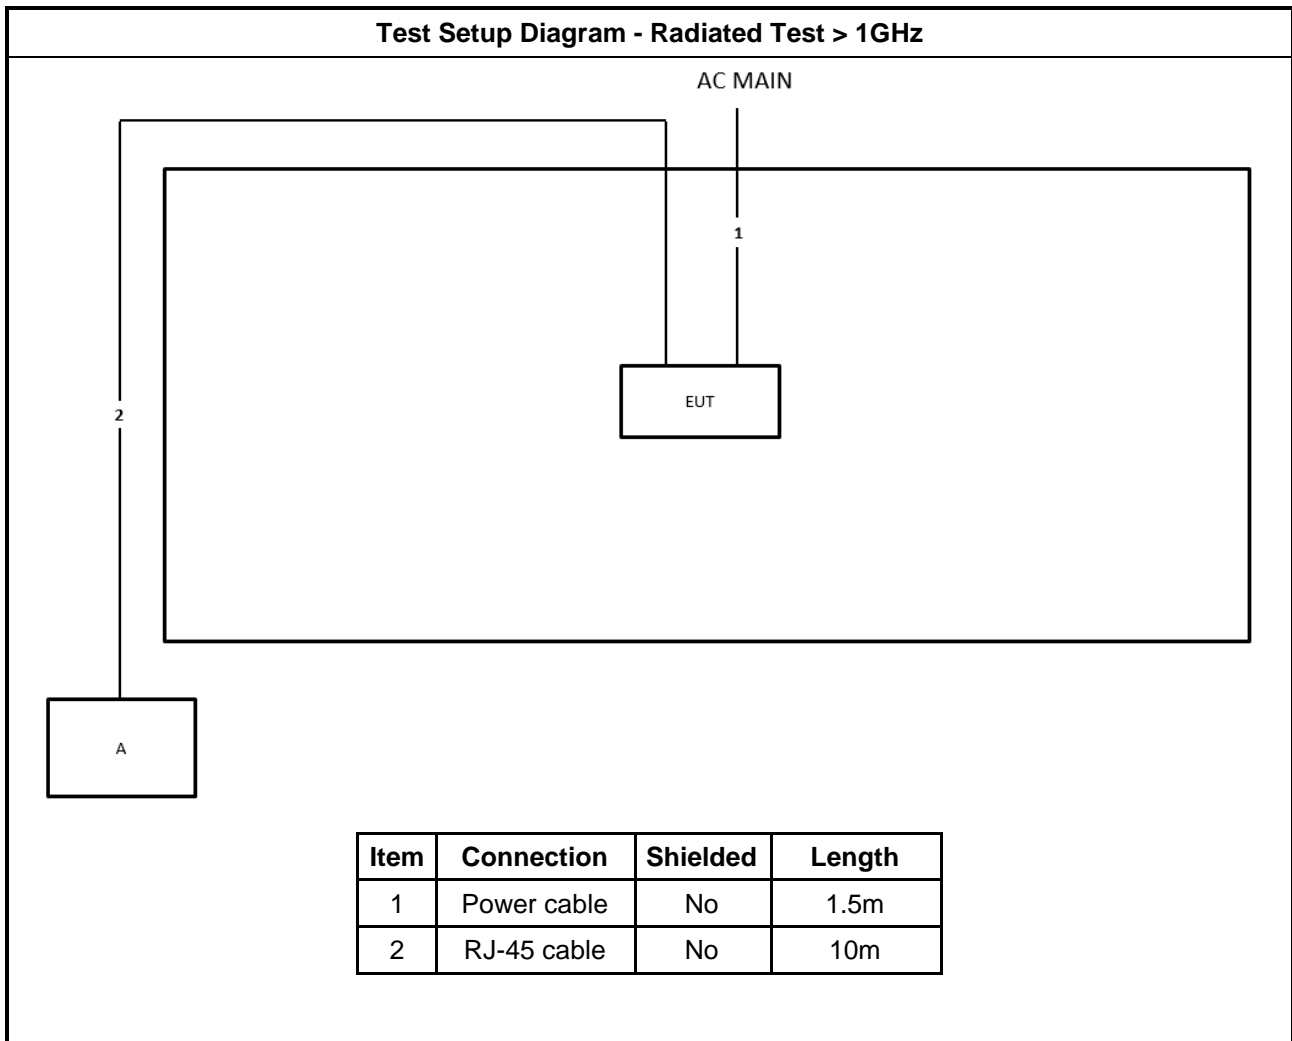 Test Setup Diagram - Radiated Test > 1GHz
AC MAIN
1
EUT
2
A
Item Connection Shielded Length
1 Power cable No 1.5m
2 RJ-45 cable No 10m